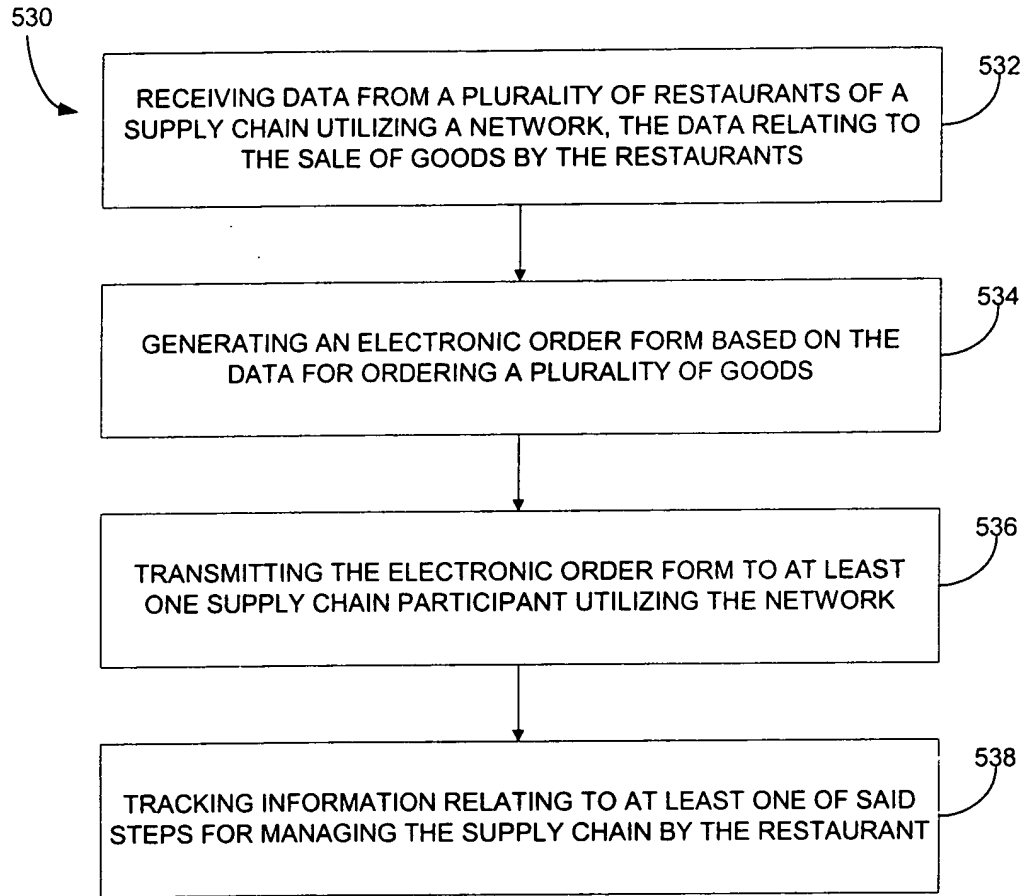 530
532
RECEIVING DATA FROM A PLURALITY OF RESTAURANTS OF A
SUPPLY CHAIN UTILIZING A NETWORK, THE DATA RELATING TO
THE SALE OF GOODS BY THE RESTAURANTS
534
GENERATING AN ELECTRONIC ORDER FORM BASED ON THE
DATA FOR ORDERING A PLURALITY OF GOODS
536
TRANSMITTING THE ELECTRONIC ORDER FORM TO AT LEAST
ONE SUPPLY CHAIN PARTICIPANT UTILIZING THE NETWORK
538
TRACKING INFORMATION RELATING TO AT LEAST ONE OF SAID
STEPS FOR MANAGING THE SUPPLY CHAIN BY THE RESTAURANT